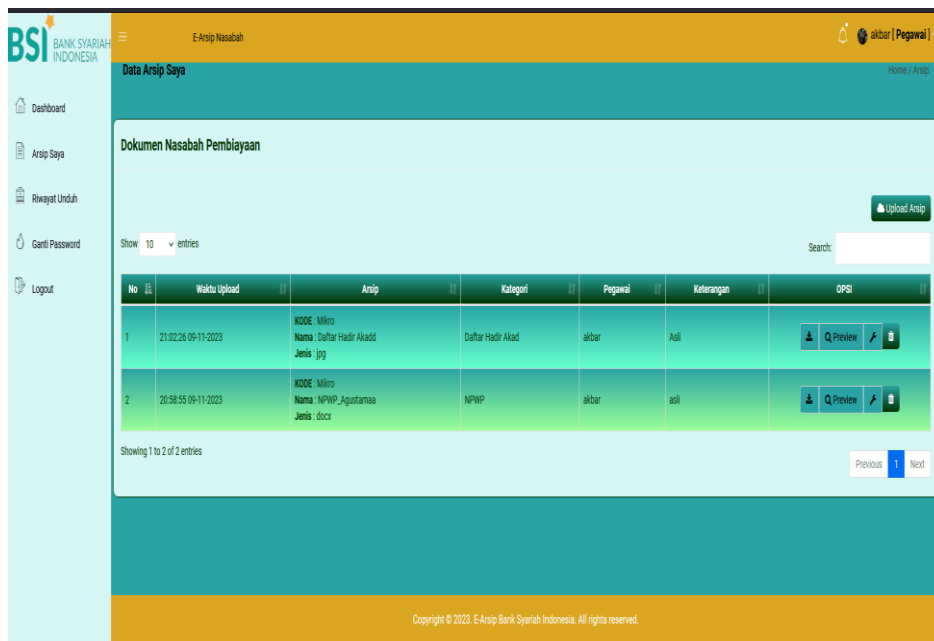 BSI BANK SYARIAH INDONESIA
E-Arsip Nasabah
akbar [ Pegawai ]
Data Arsip Saya
Home / Arsip
Dashboard
Arsip Saya
Riwayat Unduh
Ganti Password
Logout
Dokumen Nasabah Pembiayaan
Upload Arsip
Show 10 entries
Search:
No Waktu Upload Arsip Kategori Pegawai Keterangan OPSI
1 21:02:26 09-11-2023
KODE : Mikro
Nama : Daftar Hadir Akadd
Jenis : jpg
Daftar Hadir Akad akbar Asli Preview
2 20:58:55 09-11-2023
KODE : Mikro
Nama : NPWP_Agustamaa
Jenis : docx
NPWP akbar asli Preview
Showing 1 to 2 of 2 entries
Previous 1 Next
Copyright © 2023. E-Arsip Bank Syariah Indonesia. All rights reserved.